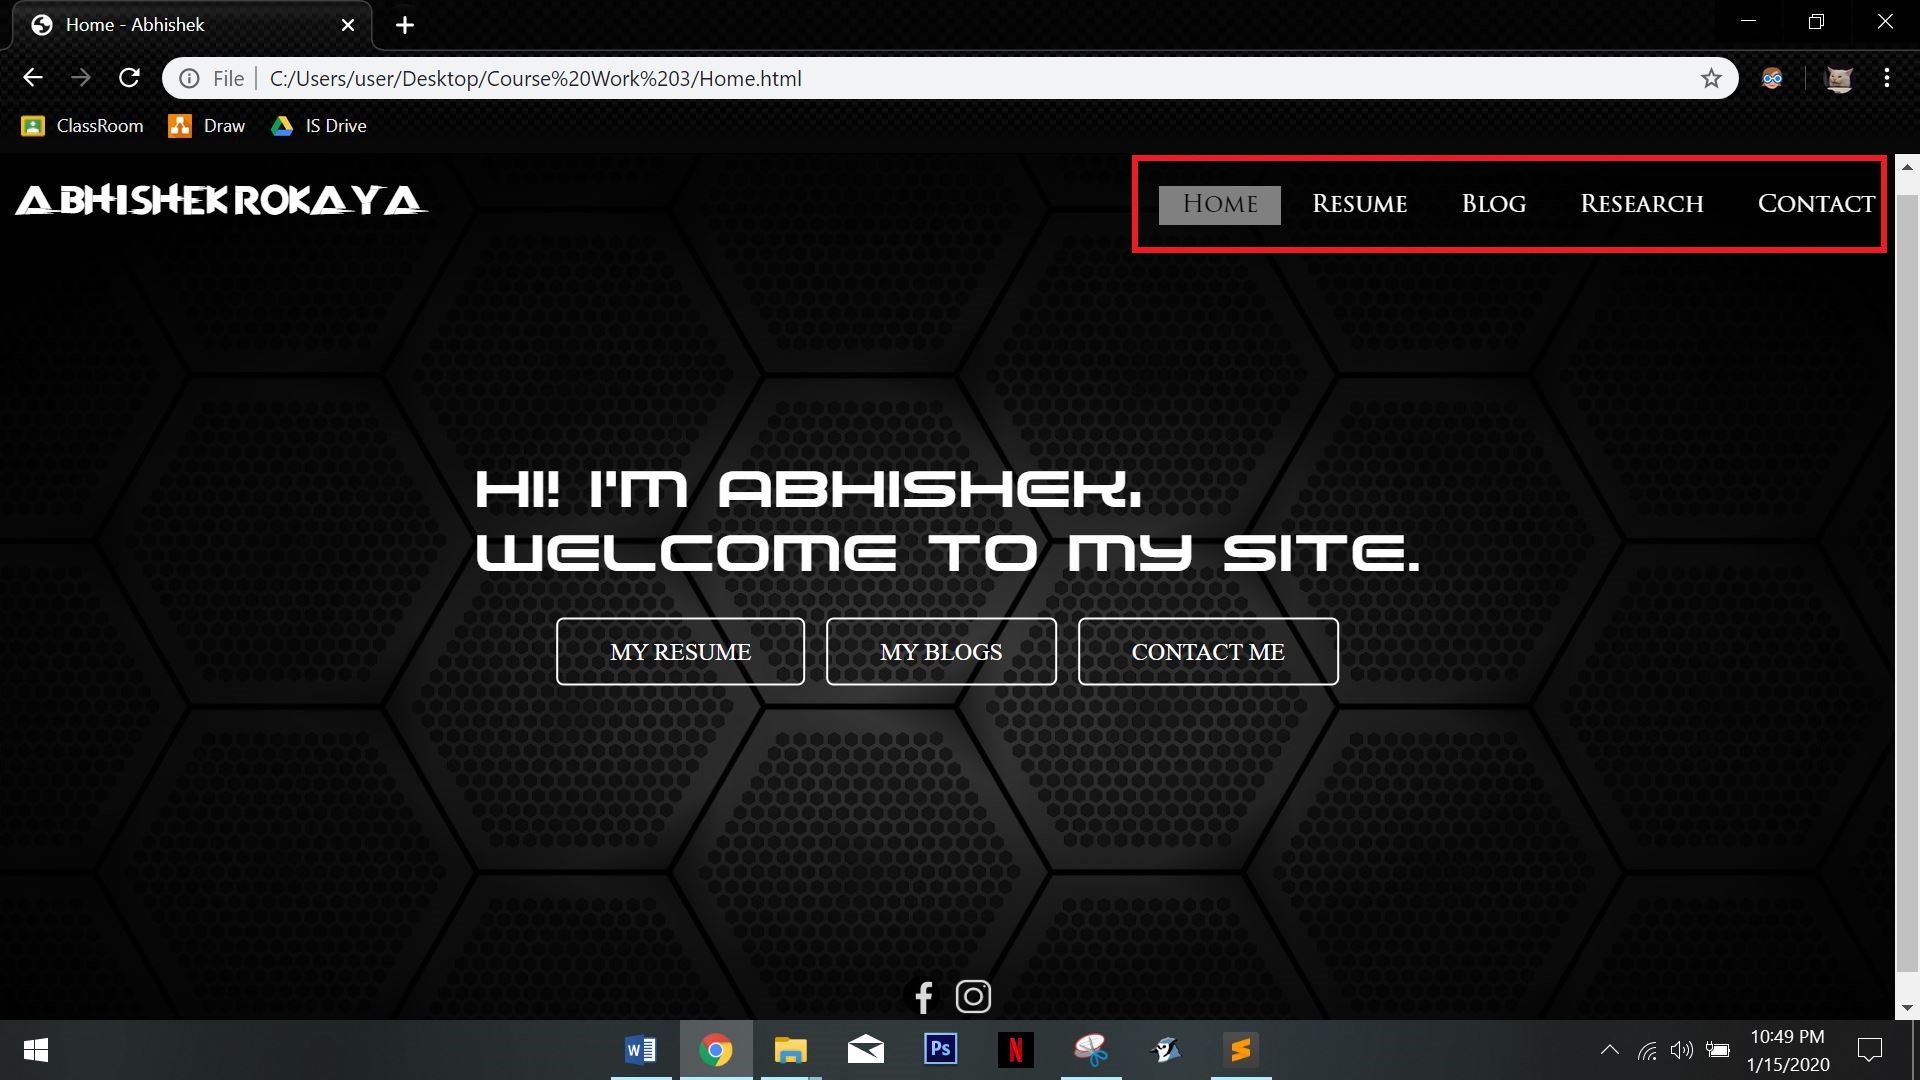 Home - Abhishek
File | C:/Users/user/Desktop/Course%20Work%203/Home.html
ClassRoom Draw IS Drive
ABHISHEK ROKAYA
Home Resume Blog Research Contact
HI! I'M ABHISHEK,
WELCOME TO MY SITE.
MY RESUME MY BLOGS CONTACT ME
W Ps N
10:49 PM
1/15/2020